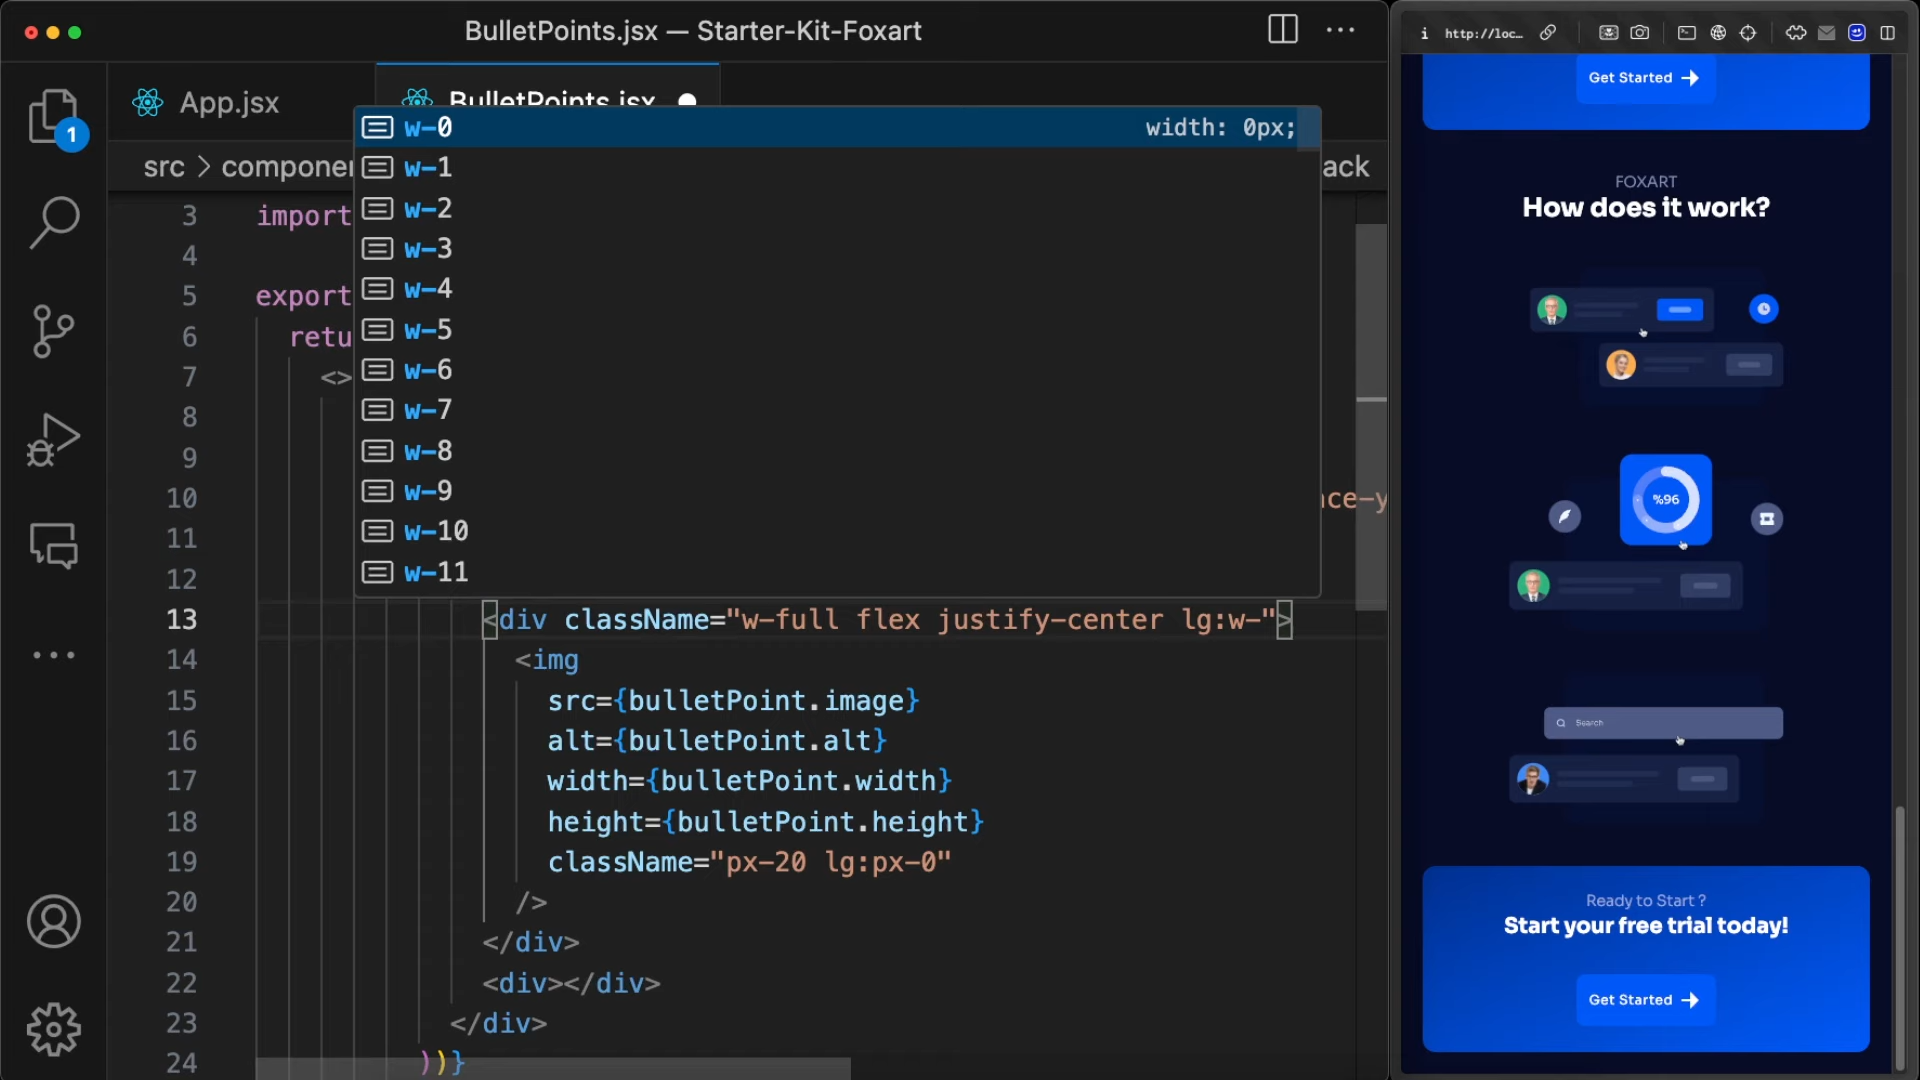 BulletPoints.jsx — Starter-Kit-Foxart
1
App.jsx
BulletPoints.jsx
src > componen
ack
w-0 width: 0px;
w-1
w-2
w-3
w-4
w-5
w-6
w-7
w-8
w-9
w-10
w-11
3 import
4
5 export
6 retu
7 <>
8
9
10 ace-y
11
12
13 <div className="w-full flex justify-center lg:w-">
14 <img
15 src={bulletPoint.image}
16 alt={bulletPoint.alt}
17 width={bulletPoint.width}
18 height={bulletPoint.height}
19 className="px-20 lg:px-0"
20 />
21 </div>
22 <div></div>
23 </div>
24 ))}
http://loc...
Get Started
FOXART
How does it work?
%96
Search
Ready to Start ?
Start your free trial today!
Get Started